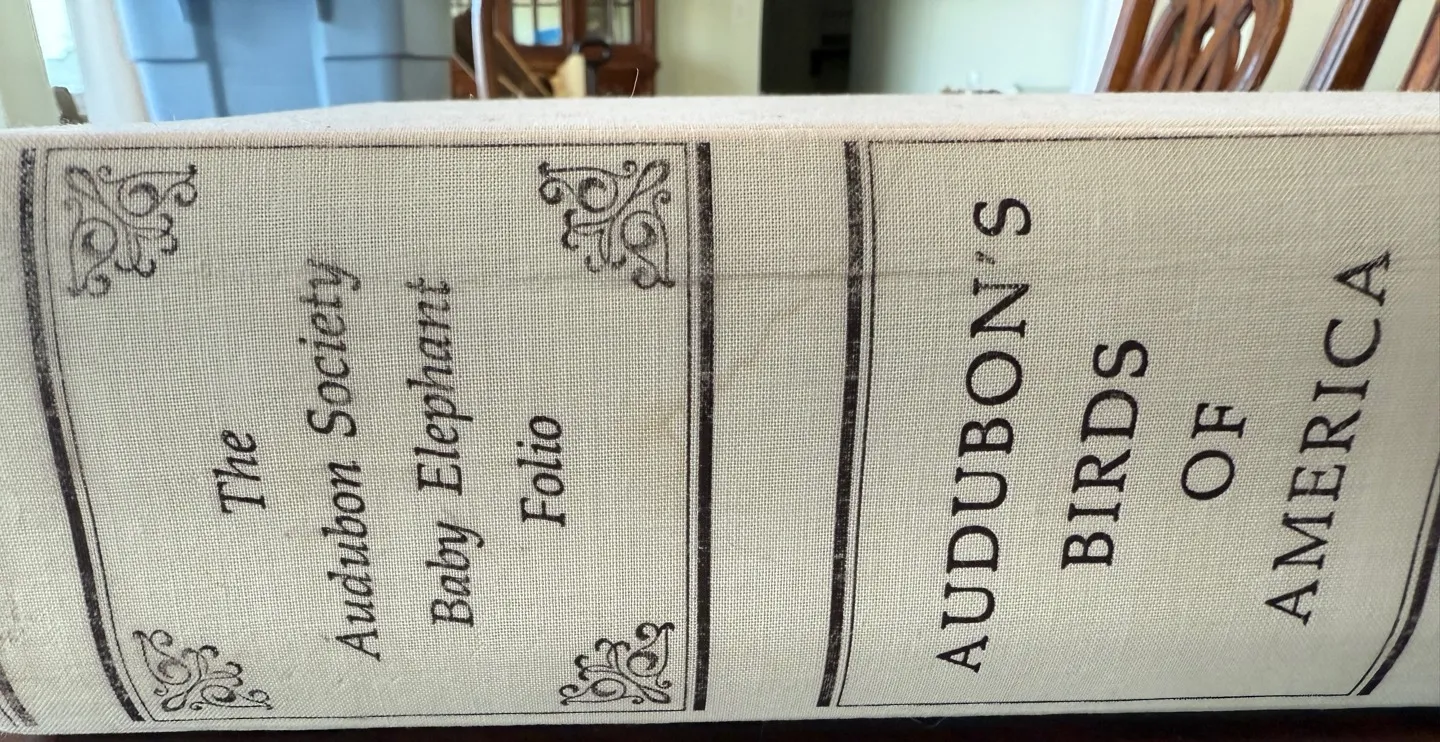 The
Audubon Society
Baby Elephant
Folio
AUDUBON'S
BIRDS
OF
AMERICA